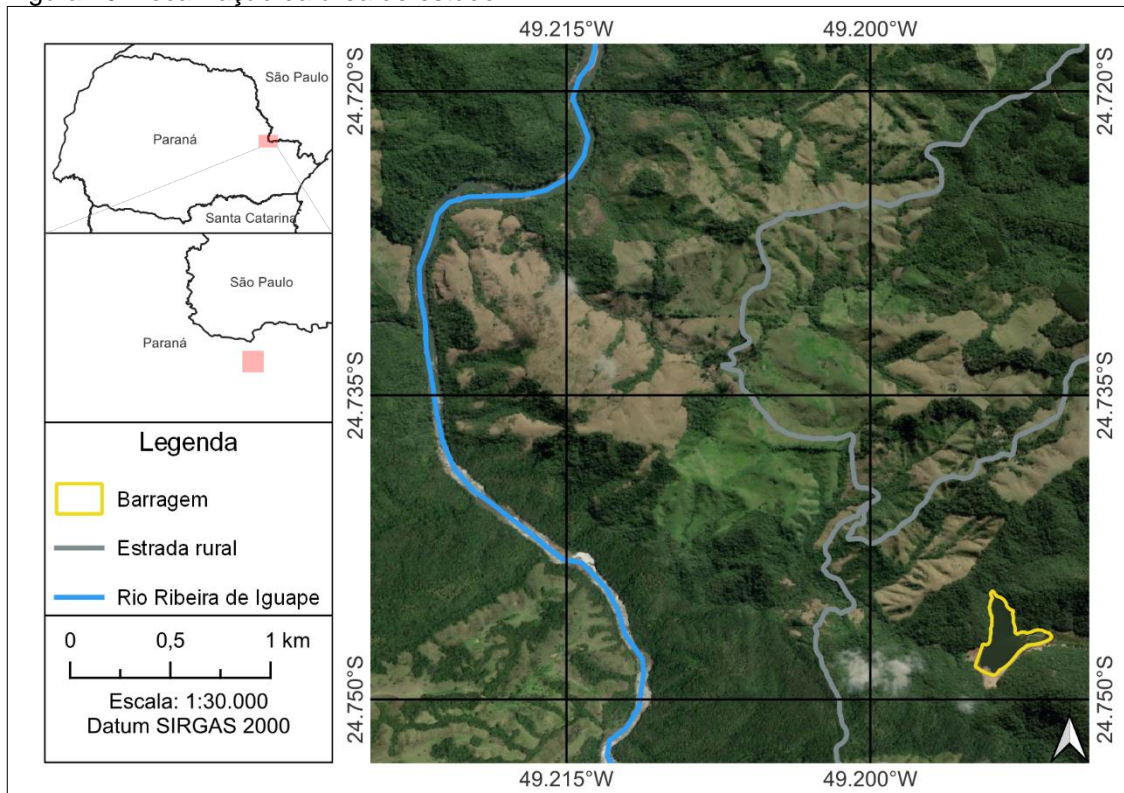 49.215°W
49.200°W
São Paulo
Paraná
Santa Catarina
São Paulo
Paraná
Legenda
Barragem
Estrada rural
Rio Ribeira de Iguape
0 0,5 1 km
Escala: 1:30.000
Datum SIRGAS 2000
24.720°S
24.720°S
24.735°S
24.735°S
24.750°S
24.750°S
49.215°W
49.200°W